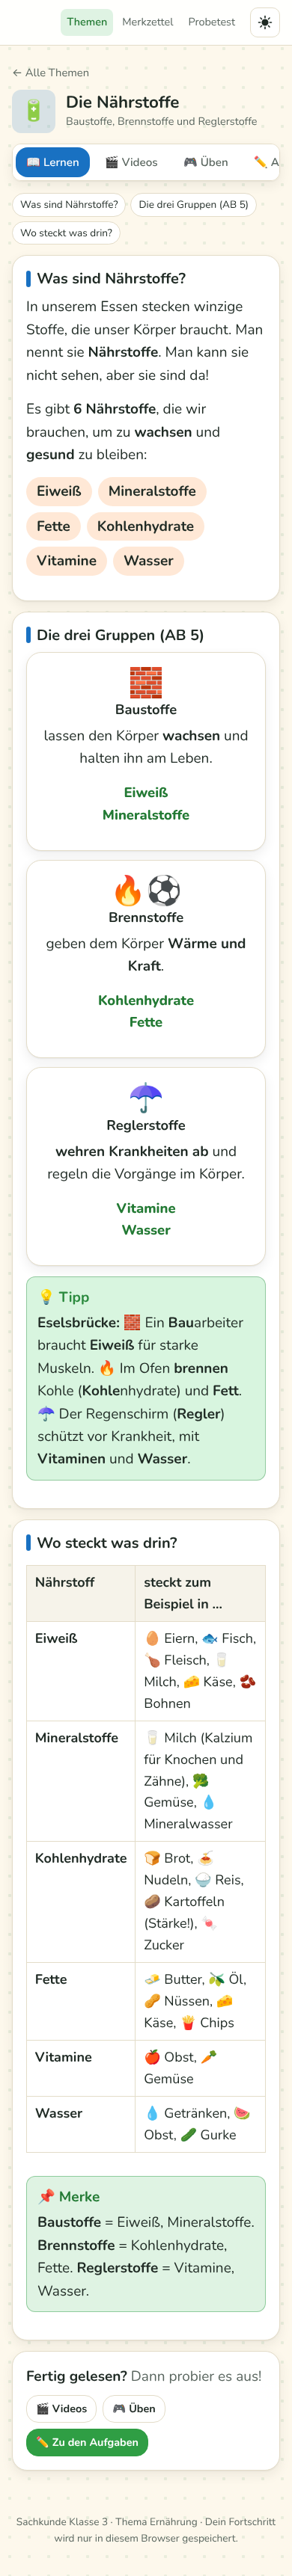 Themen Merkzettel Probetest
← Alle Themen
Die Nährstoffe
Baustoffe, Brennstoffe und Reglerstoffe
Lernen Videos Üben A
Was sind Nährstoffe? Die drei Gruppen (AB 5)
Wo steckt was drin?
Was sind Nährstoffe?
In unserem Essen stecken winzige
Stoffe, die unser Körper braucht. Man
nennt sie Nährstoffe. Man kann sie
nicht sehen, aber sie sind da!
Es gibt 6 Nährstoffe, die wir
brauchen, um zu wachsen und
gesund zu bleiben:
Eiweiß Mineralstoffe
Fette Kohlenhydrate
Vitamine Wasser
Die drei Gruppen (AB 5)
Baustoffe
lassen den Körper wachsen und
halten ihn am Leben.
Eiweiß
Mineralstoffe
Brennstoffe
geben dem Körper Wärme und
Kraft.
Kohlenhydrate
Fette
Reglerstoffe
wehren Krankheiten ab und
regeln die Vorgänge im Körper.
Vitamine
Wasser
Tipp
Eselsbrücke: Ein Bauarbeiter
braucht Eiweiß für starke
Muskeln. Im Ofen brennen
Kohle (Kohlenhydrate) und Fett.
Der Regenschirm (Regler)
schützt vor Krankheit, mit
Vitaminen und Wasser.
Wo steckt was drin?
Nährstoff steckt zum
Beispiel in ...
Eiweiß Eiern, Fisch,
Fleisch,
Milch, Käse,
Bohnen
Mineralstoffe Milch (Kalzium
für Knochen und
Zähne),
Gemüse,
Mineralwasser
Kohlenhydrate Brot,
Nudeln, Reis,
Kartoffeln
(Stärke!),
Zucker
Fette Butter, Öl,
Nüssen,
Käse, Chips
Vitamine Obst,
Gemüse
Wasser Getränken,
Obst, Gurke
Merke
Baustoffe = Eiweiß, Mineralstoffe.
Brennstoffe = Kohlenhydrate,
Fette. Reglerstoffe = Vitamine,
Wasser.
Fertig gelesen? Dann probier es aus!
Videos Üben
Zu den Aufgaben
Sachkunde Klasse 3 · Thema Ernährung · Dein Fortschritt
wird nur in diesem Browser gespeichert.